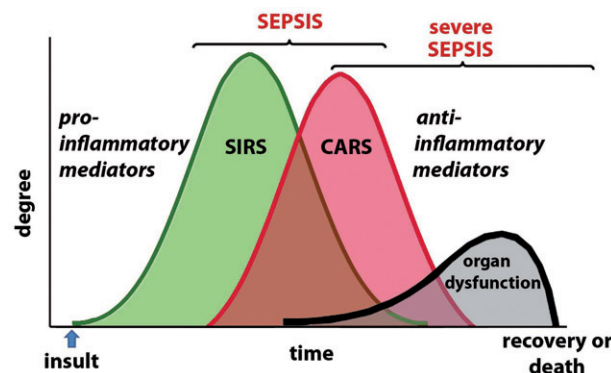 SEPSIS
severe
SEPSIS
pro-
inflammatory
mediators
SIRS
CARS
anti-
inflammatory
mediators
degree
organ
dysfunction
insult
time
recovery or
death